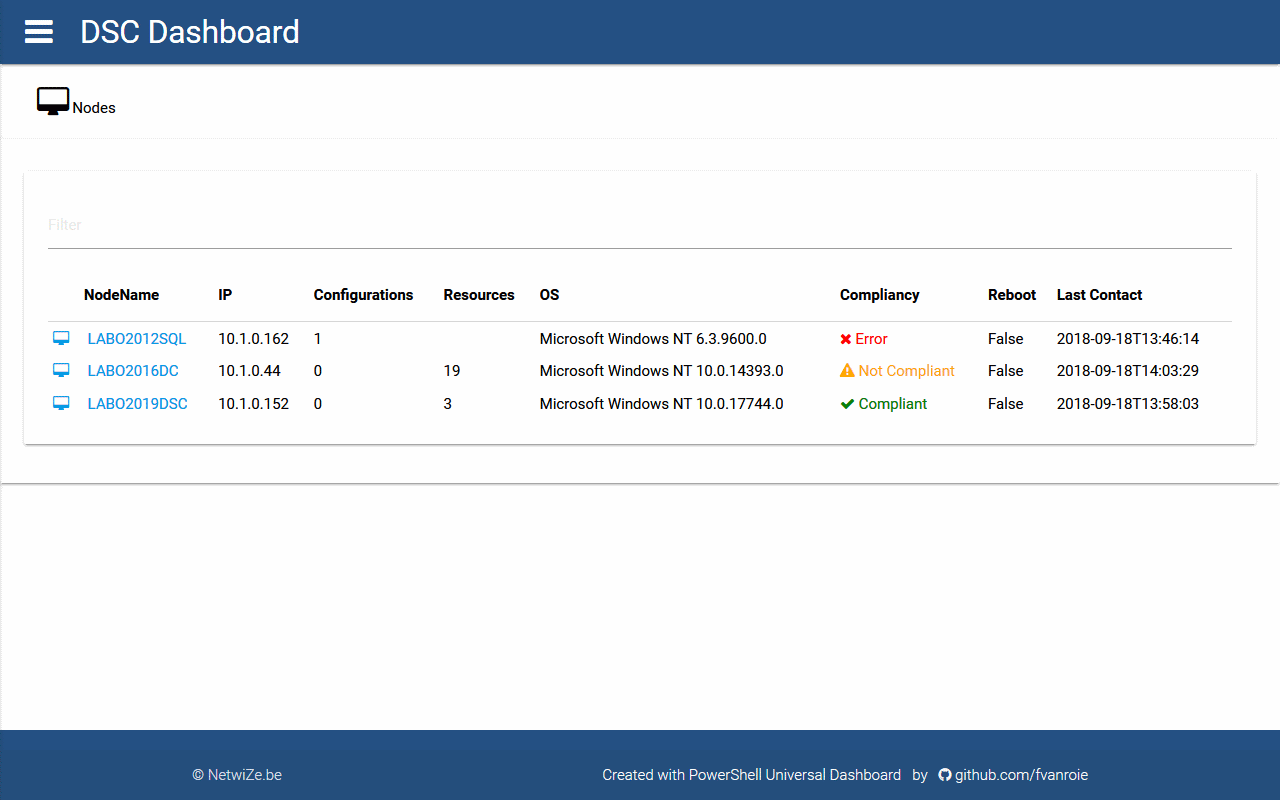 DSC Dashboard
Nodes
Filter
NodeName IP Configurations Resources OS Compliancy Reboot Last Contact
LABO2012SQL 10.1.0.162 1 Microsoft Windows NT 6.3.9600.0 Error False 2018-09-18T13:46:14
LABO2016DC 10.1.0.44 0 19 Microsoft Windows NT 10.0.14393.0 Not Compliant False 2018-09-18T14:03:29
LABO2019DSC 10.1.0.152 0 3 Microsoft Windows NT 10.0.17744.0 Compliant False 2018-09-18T13:58:03
© NetwiZe.be Created with PowerShell Universal Dashboard by github.com/fvanroie